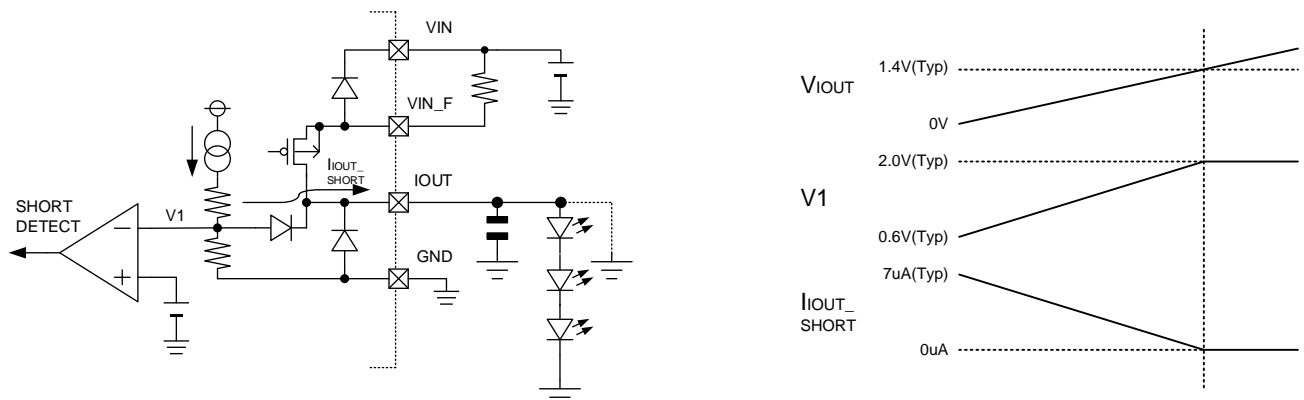 VIN
VIN_F
IIOUT_
SHORT
IOUT
SHORT
DETECT
V1
−
+
GND
VIOUT
1.4V(Typ)
0V
2.0V(Typ)
V1
0.6V(Typ)
7uA(Typ)
IIOUT_
SHORT
0uA